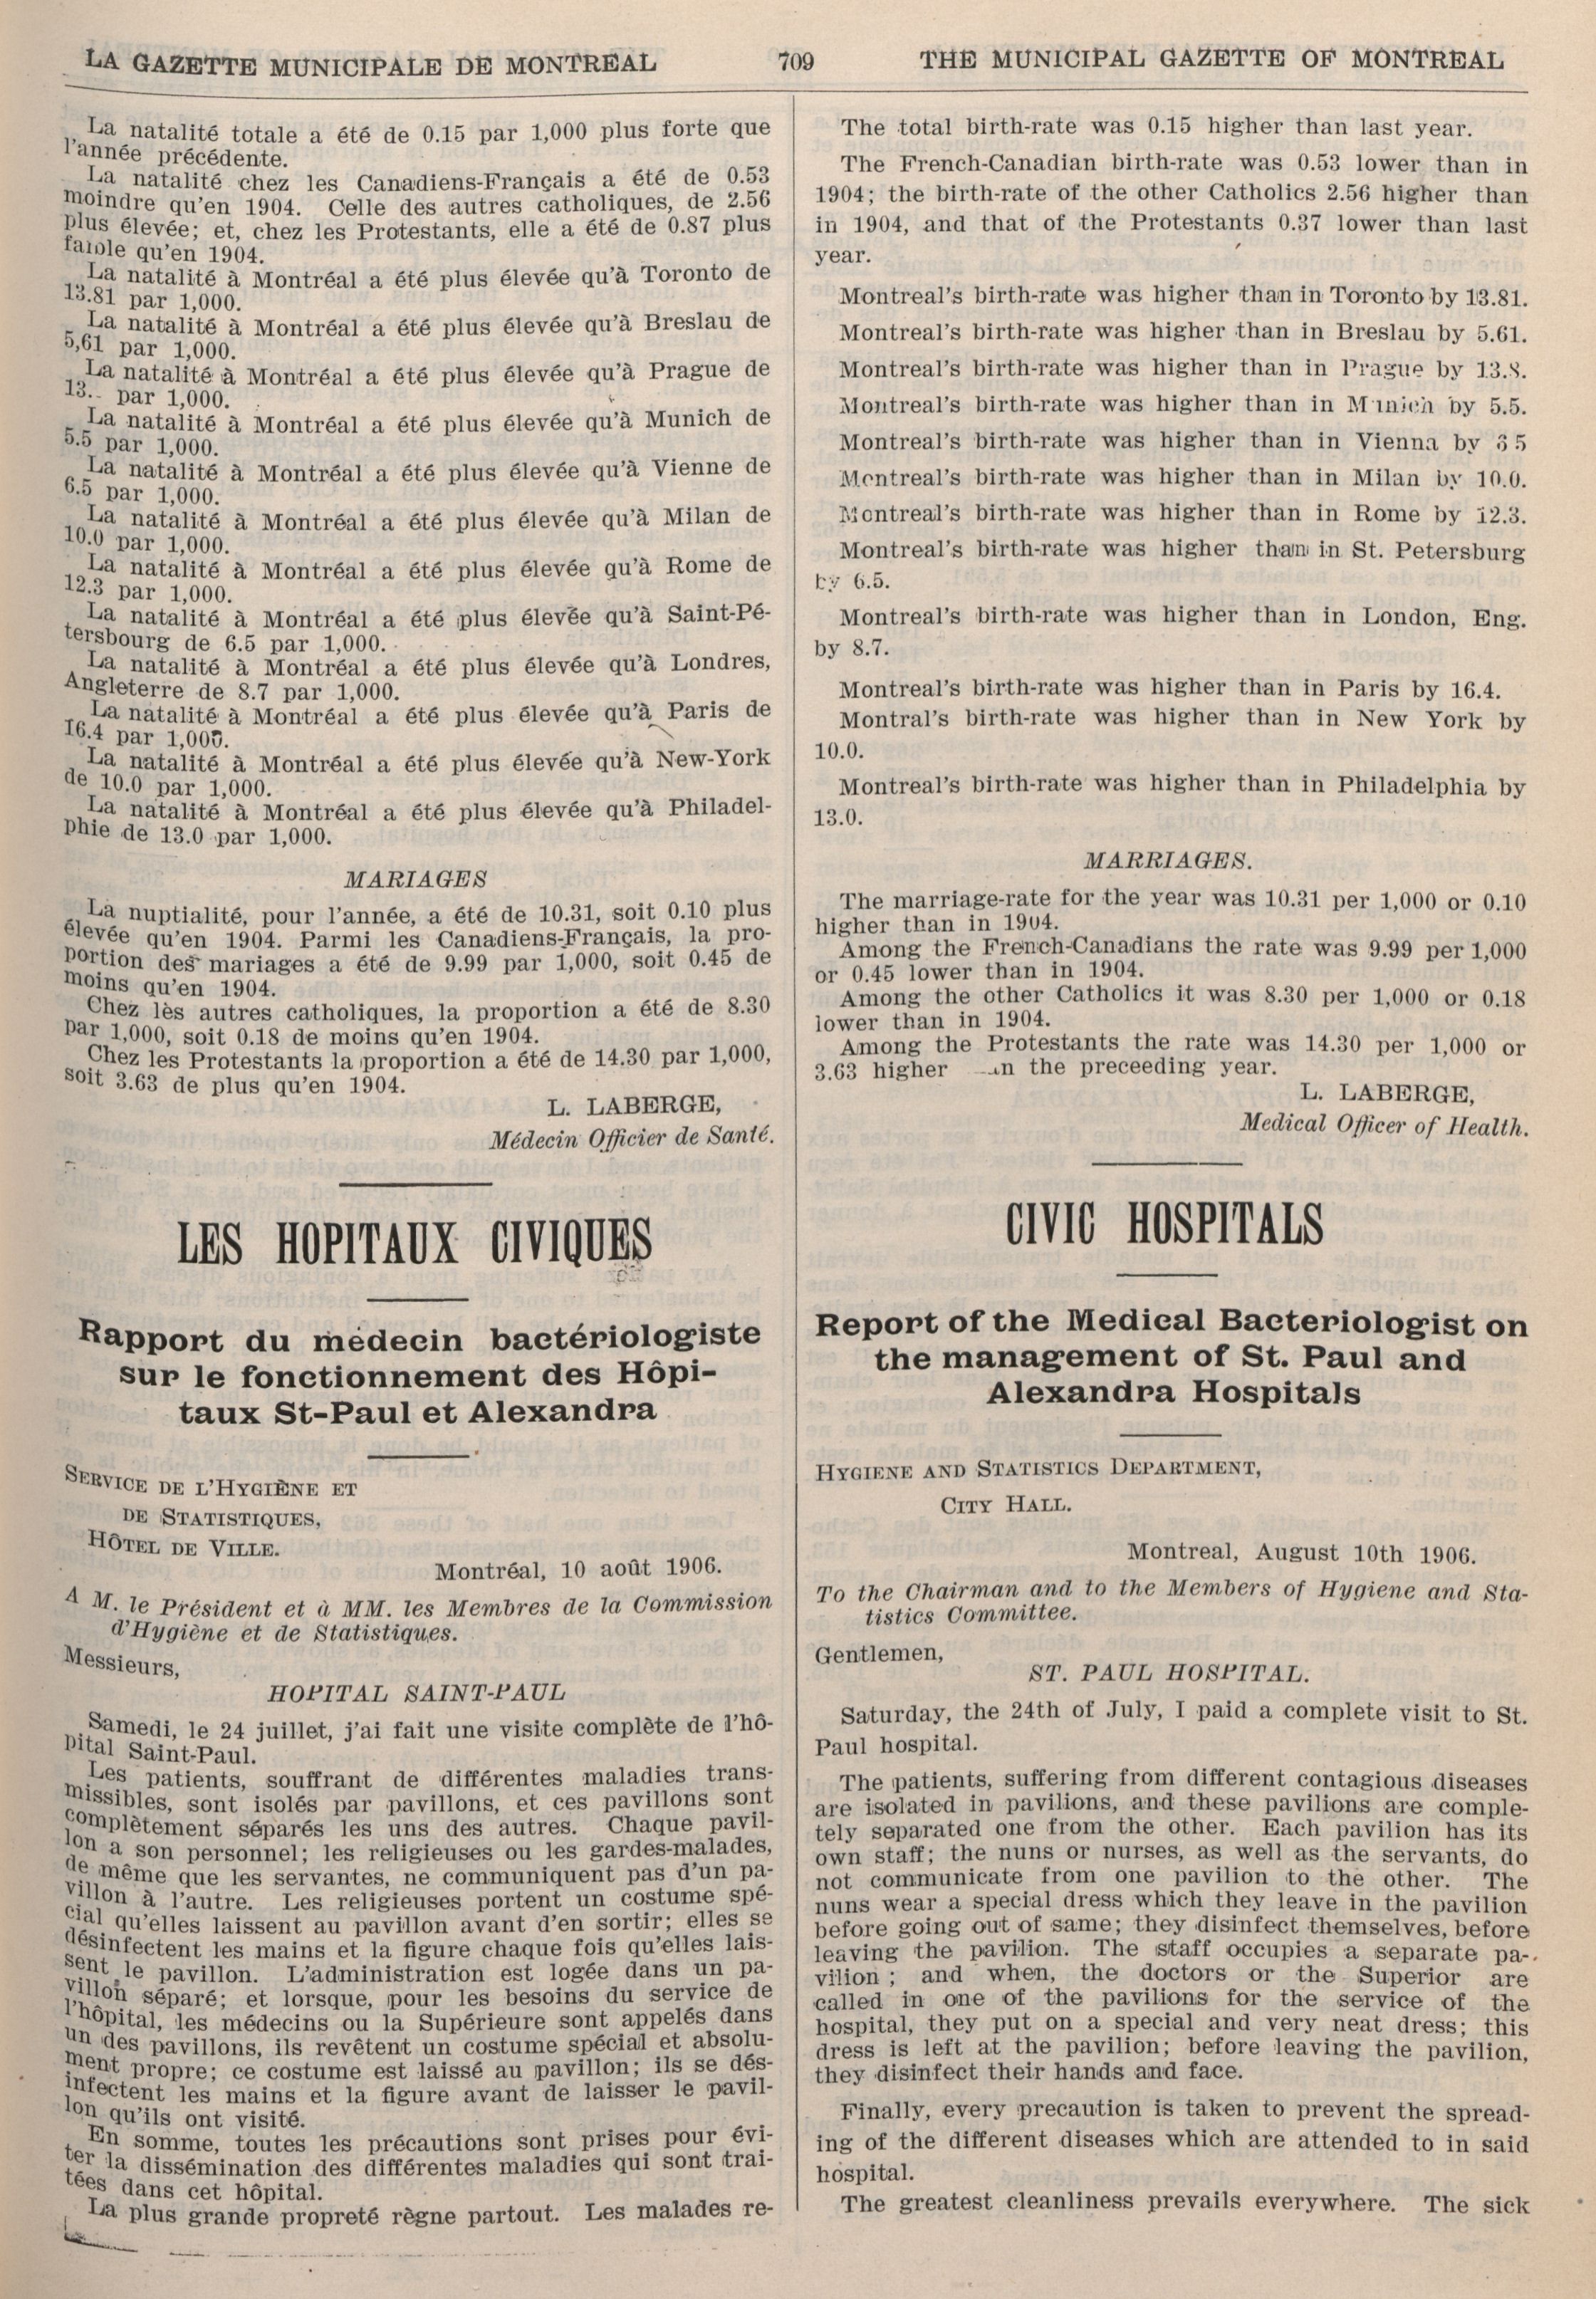 LA GAZETTE MUNICIPALE DE MONTREAL 709 THE MUNICIPAL GAZETTE OF MONTREAL
La natalité totale a été de 0.15 par 1,000 plus forte que
l'année précédente.
La natalité chez les Canadiens-Français a été de 0.53
moindre qu'en 1904. Celle des autres catholiques, de 2.56
plus élevée; et, chez les Protestants, elle a été de 0.87 plus
faible qu'en 1904.
La natalité à Montréal a été plus élevée qu'à Toronto de
13.81 par 1,000.
La natalité à Montréal a été plus élevée qu'à Breslau de
5,61 par 1,000.
La natalité à Montréal a été plus élevée qu'à Prague de
13.- par 1,000.
La natalité à Montréal a été plus élevée qu'à Munich de
5.5 par 1,000.
La natalité à Montréal a été plus élevée qu'à Vienne de
6.5 par 1,000.
La natalité à Montréal a été plus élevée qu'à Milan de
10.0 par 1,000.
La natalité à Montréal a été plus élevée qu'à Rome de
12.3 par 1,000.
La natalité à Montréal a été plus élevée qu'à Saint-Pé-
tersbourg de 6.5 par 1,000.
La natalité à Montréal a été plus élevée qu'à Londres,
Angleterre de 8.7 par 1,000.
La natalité à Montréal a été plus élevée qu'à Paris de
16.4 par 1,000.
La natalité à Montréal a été plus élevée qu'à New-York
de 10.0 par 1,000.
La natalité à Montréal a été plus élevée qu'à Philadel-
phie de 13.0 par 1,000.
MARIAGES
La nuptialité, pour l'année, a été de 10.31, soit 0.10 plus
élevée qu'en 1904. Parmi les Canadiens-Français, la pro-
portion des mariages a été de 9.99 par 1,000, soit 0.45 de
moins qu'en 1904.
Chez lès autres catholiques, la proportion a été de 8.30
par 1,000, soit 0.18 de moins qu'en 1904.
Chez les Protestants la proportion a été de 14.30 par 1,000,
soit 3.63 de plus qu'en 1904.
L. LABERGE,
Médecin Officier de Santé.
LES HOPITAUX CIVIQUES
Rapport du médecin bactériologiste
sur le fonctionnement des Hôpi-
taux St-Paul et Alexandra
SERVICE DE L'HYGIÈNE ET
DE STATISTIQUES,
HÔTEL DE VILLE.
Montréal, 10 août 1906.
A M. le Président et à MM. les Membres de la Commission
d'Hygiène et de Statistiques.
Messieurs,
HOPITAL SAINT-PAUL
Samedi, le 24 juillet, j'ai fait une visite complète de l'hô-
pital Saint-Paul.
Les patients, souffrant de différentes maladies trans-
missibles, sont isolés par pavillons, et ces pavillons sont
complètement séparés les uns des autres. Chaque pavil-
lon a son personnel; les religieuses ou les gardes-malades,
de même que les servantes, ne communiquent pas d'un pa-
villon à l'autre. Les religieuses portent un costume spé-
cial qu'elles laissent au pavillon avant d'en sortir; elles se
désinfectent les mains et la figure chaque fois qu'elles lais-
sent le pavillon. L'administration est logée dans un pa-
villon séparé; et lorsque, pour les besoins du service de
l'hôpital, les médecins ou la Supérieure sont appelés dans
un des pavillons, ils revêtent un costume spécial et absolu-
ment propre; ce costume est laissé au pavillon; ils se dés-
infectent les mains et la figure avant de laisser le pavil-
lon qu'ils ont visité.
En somme, toutes les précautions sont prises pour évi-
ter la dissémination des différentes maladies qui sont trai-
tées dans cet hôpital.
La plus grande propreté règne partout. Les malades re-
The total birth-rate was 0.15 higher than last year.
The French-Canadian birth-rate was 0.53 lower than in
1904; the birth-rate of the other Catholics 2.56 higher than
in 1904, and that of the Protestants 0.37 lower than last
year.
Montreal's birth-rate was higher than in Toronto by 13.81.
Montreal's birth-rate was higher than in Breslau by 5.61.
Montreal's birth-rate was higher than in Prague by 13.8.
Montreal's birth-rate was higher than in Munich by 5.5.
Montreal's birth-rate was higher than in Vienna by
Montreal's birth-rate was higher than in Milan by 10.0.
Montreal's birth-rate was higher than in Rome by 12.3.
Montreal's birth-rate was higher than in St. Petersburg
by 6.5.
Montreal's birth-rate was higher than in London, Eng.
by 8.7.
Montreal's birth-rate was higher than in Paris by 16.4.
Montral's birth-rate was higher than in New York by
10.0.
Montreal's birth-rate was higher than in Philadelphia by
13.0.
MARRIAGES.
The marriage-rate for the year was 10.31 per 1,000 or 0.10
higher than in 1904.
Among the French-Canadians the rate was 9.99 per 1,000
or 0.45 lower than in 1904.
Among the other Catholics it was 8.30 per 1,000 or 0.18
lower than in 1904.
Among the Protestants the rate was 14.30 per 1,000 or
3.63 higher the preceeding year.
L. LABERGE,
Medical Officer of Health.
CIVIC HOSPITALS
Report of the Medical Bacteriologist on
the management of St. Paul and
Alexandra Hospitals
HYGIENE AND STATISTICS DEPARTMENT,
CITY HALL.
Montreal, August 10th 1906.
To the Chairman and to the Members of Hygiene and Sta-
tistics Committee.
Gentlemen,
ST. PAUL HOSPITAL.
Saturday, the 24th of July, I paid a complete visit to St.
Paul hospital.
The patients, suffering from different contagious diseases
are isolated in pavilions, and these pavilions are comple-
tely separated one from the other. Each pavilion has its
own staff; the nuns or nurses, as well as the servants, do
not communicate from one pavilion to the other. The
nuns wear a special dress which they leave in the pavilion
before going out of same; they disinfect themselves, before
leaving the pavilion. The staff occupies a separate pa-
vilion ; and when, the doctors or the Superior are
called in one of the pavilions for the service of the
hospital, they put on a special and very neat dress; this
dress is left at the pavilion; before leaving the pavilion,
they disinfect their hands and face.
Finally, every precaution is taken to prevent the spread-
ing of the different diseases which are attended to in said
hospital.
The greatest cleanliness prevails everywhere. The sick